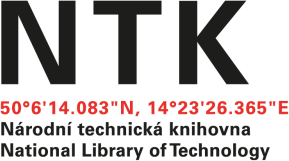 NTK
50°6'14.083"N, 14°23'26.365"E
Národní technická knihovna
National Library of Technology